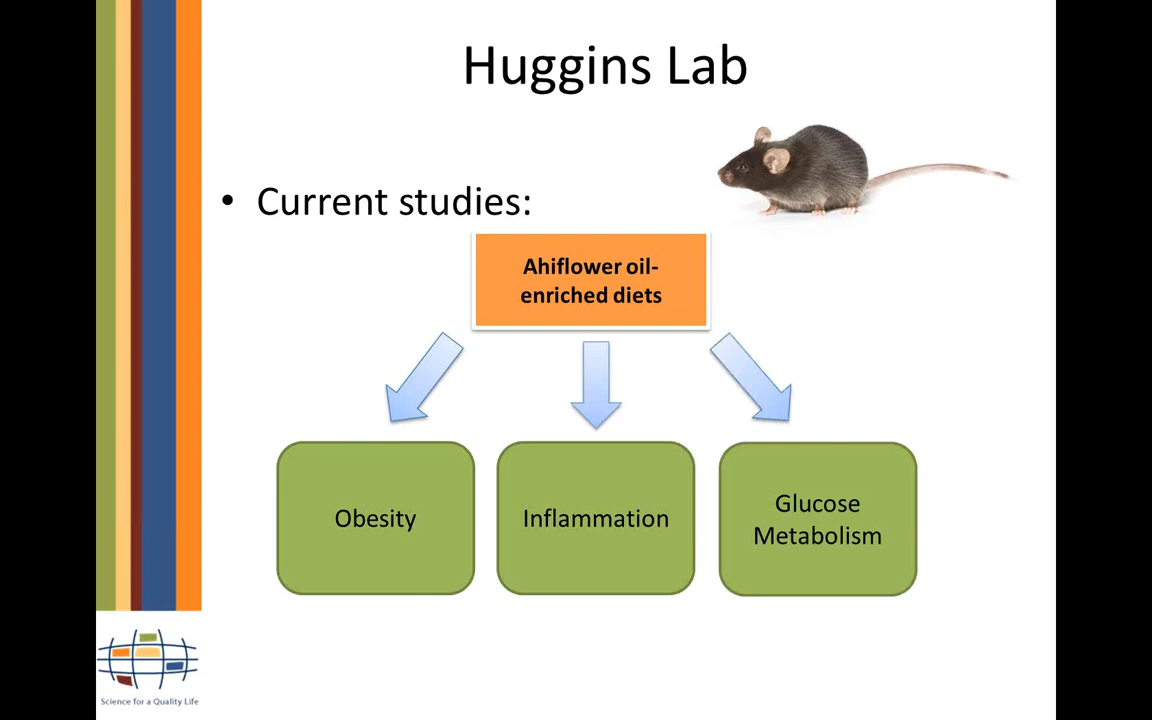 Huggins Lab
• Current studies:
Ahiflower oil-
enriched diets
Obesity
Inflammation
Glucose
Metabolism
Science for a Quality Life